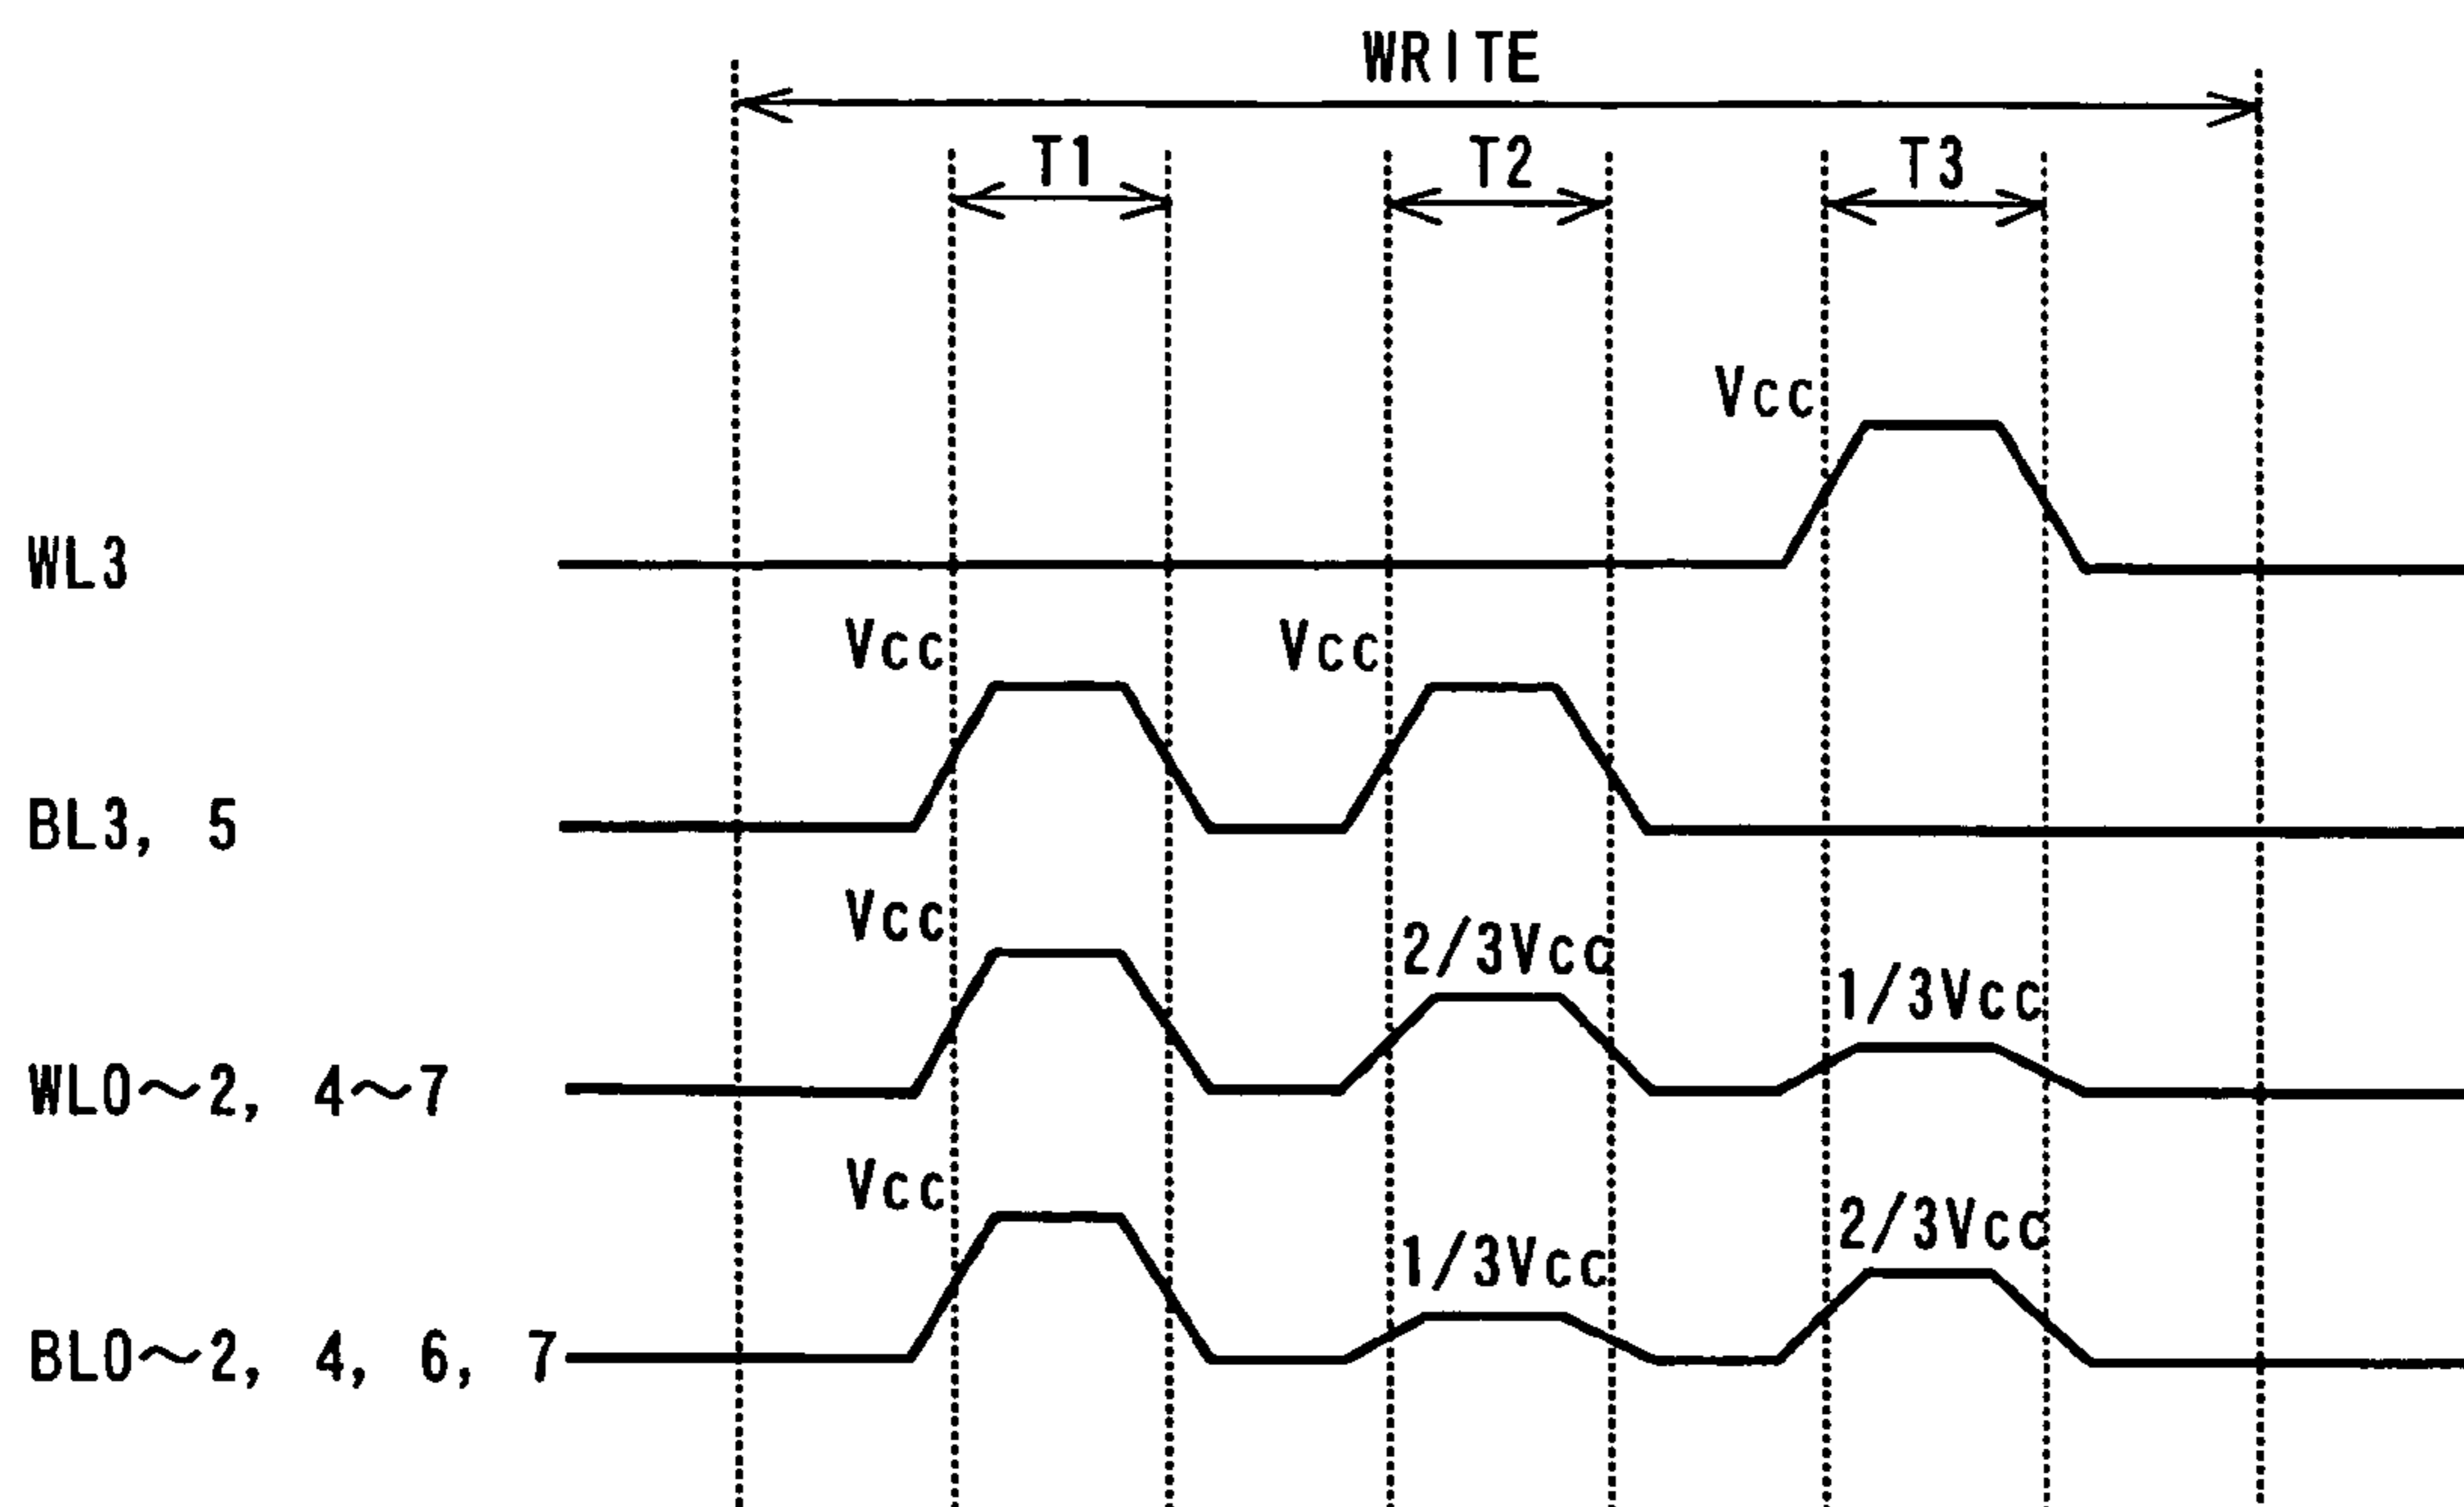 WRITE
T1 T2 T3
Vcc
WL3
Vcc Vcc
BL3, 5
Vcc 2/3Vcc 1/3Vcc
WL0～2, 4～7
Vcc 1/3Vcc 2/3Vcc
BL0～2, 4, 6, 7